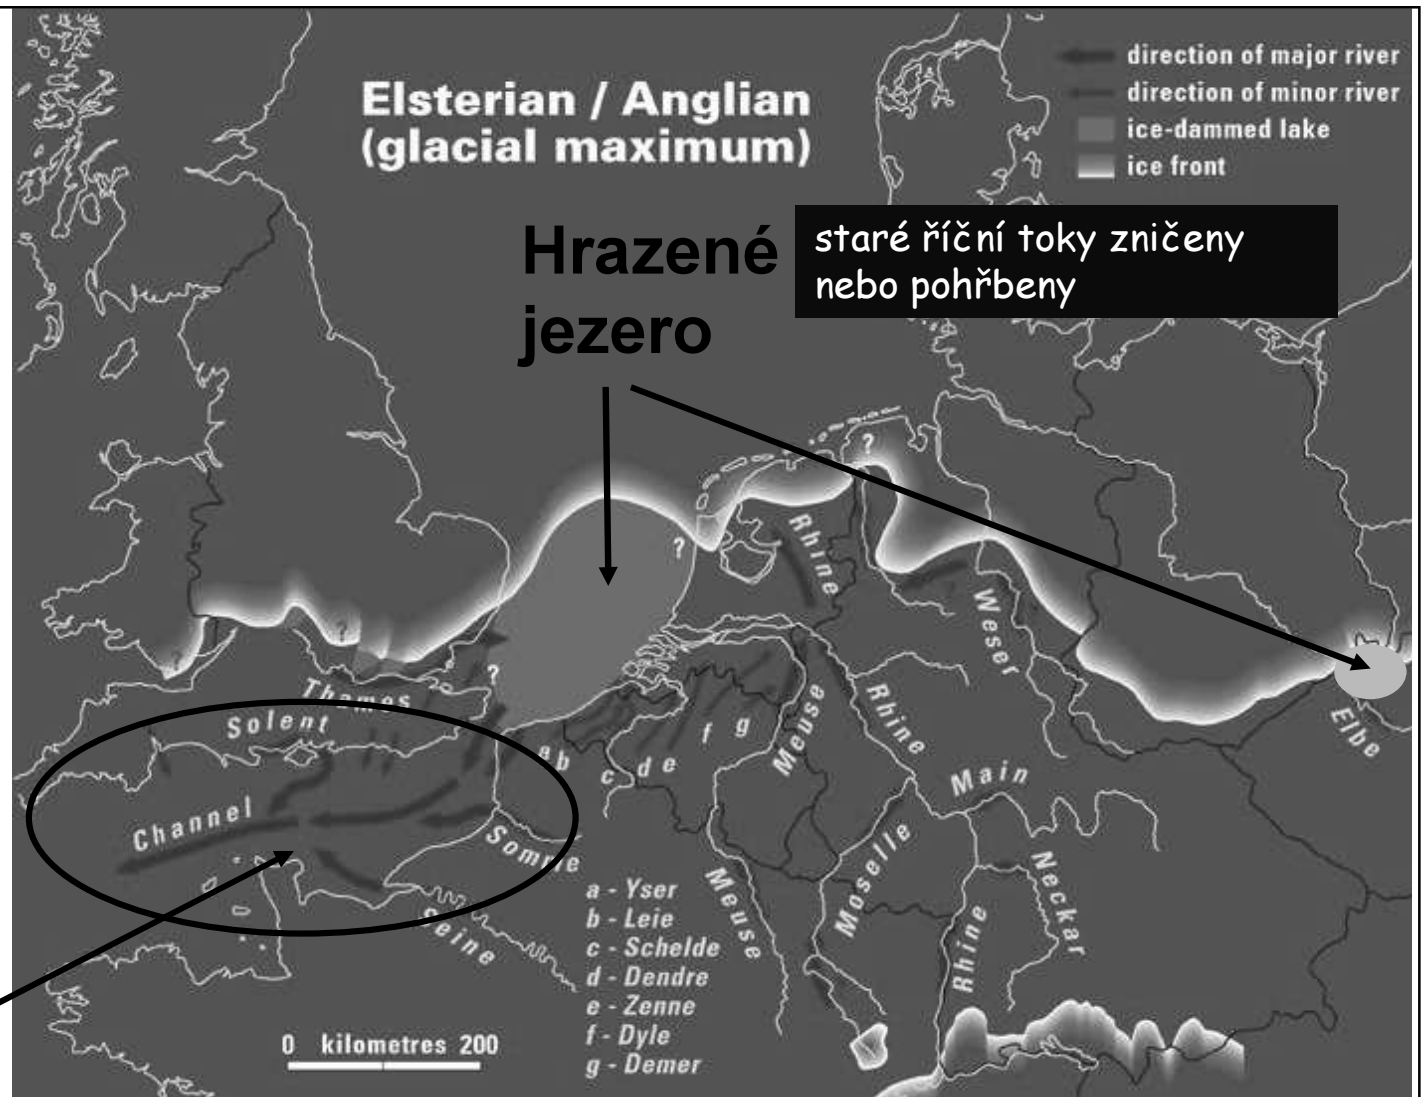 direction of major river
direction of minor river
ice-dammed lake
ice front
Elsterian / Anglian
(glacial maximum)
Hrazené
jezero
staré říční toky zničeny
nebo pohřbeny
?
?
?
?
?
Rhine
Weser
Thames
Solent
Channel
Somme
Seine
a
b
c
d
e
f
g
Meuse
Rhine
Elbe
Main
Moselle
Neckar
Meuse
Rhine
a - Yser
b - Leie
c - Schelde
d - Dendre
e - Zenne
f - Dyle
g - Demer
0 kilometres 200